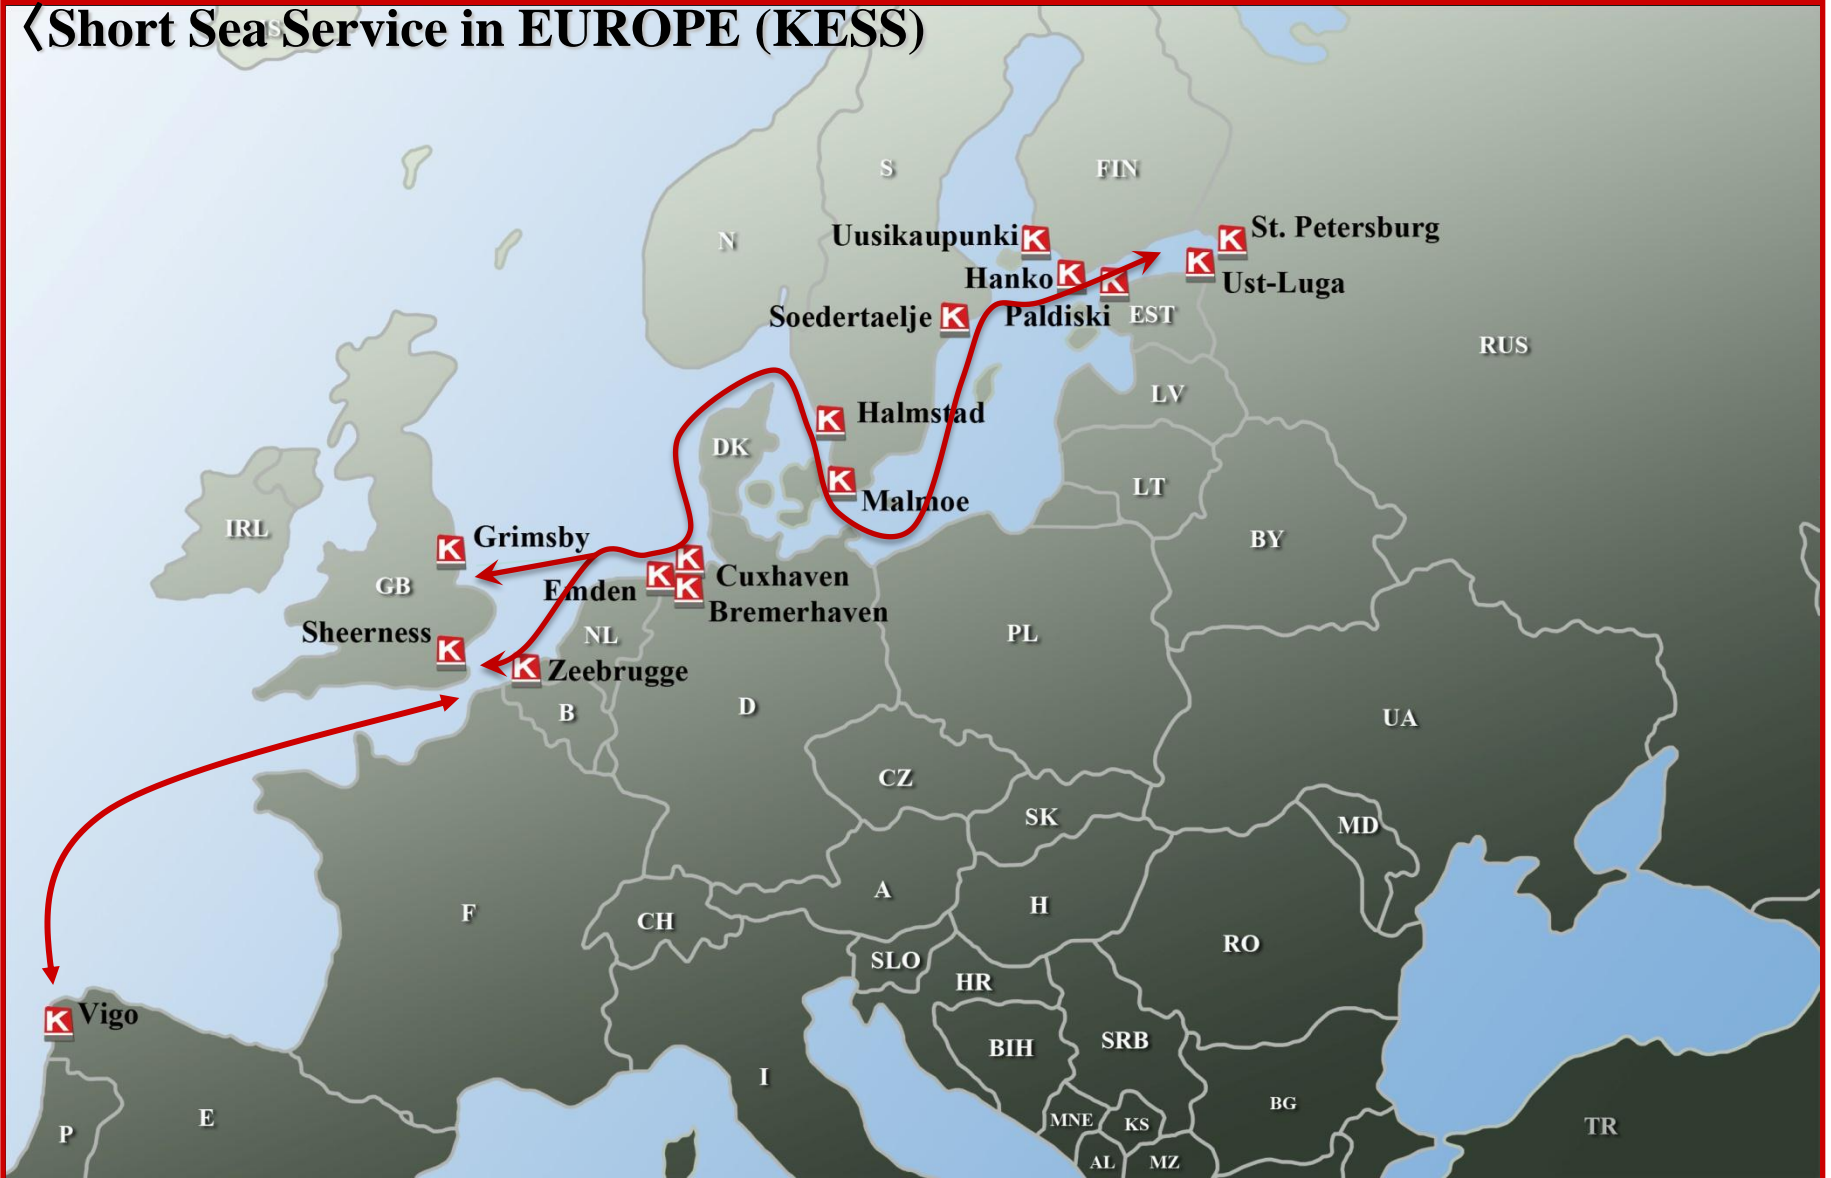 〈Short Sea Service in EUROPE (KESS)
IS
S
FIN
N
Uusikaupunki K
K St. Petersburg
Hanko K
K
K Ust-Luga
Soedertaelje K
Paldiski
EST
RUS
LV
K Halmstad
DK
K
Malmoe
LT
IRL
BY
K Grimsby
GB
K
Emden K
Cuxhaven
K
Bremerhaven
Sheerness
K
NL
PL
K Zeebrugge
B
D
UA
CZ
SK
MD
A
H
F
CH
RO
SLO
HR
K Vigo
BIH
SRB
I
E
P
MNE
KS
BG
TR
AL
MZ